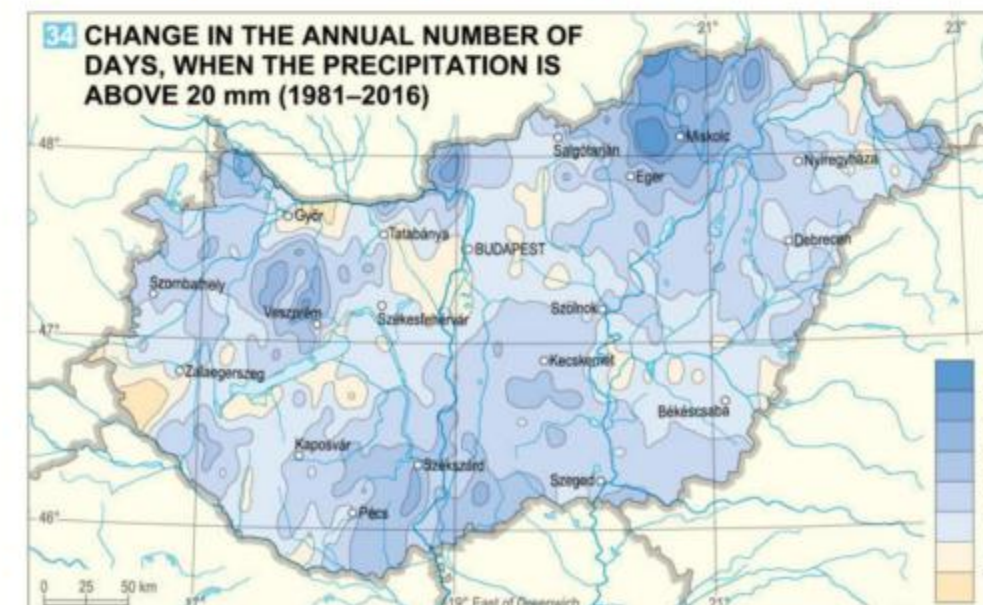 34 CHANGE IN THE ANNUAL NUMBER OF
DAYS, WHEN THE PRECIPITATION IS
ABOVE 20 mm (1981–2016)
21°
23°
48°
Salgótarján
Miskolc
Eger
Nyíregyháza
Győr
Tatabánya
BUDAPEST
Debrecen
Szombathely
Veszprém
Székesfehérvár
Szolnok
47°
Zalaegerszeg
Kecskemét
Békéscsaba
Kaposvár
Szekszárd
Szeged
46°
Pécs
0 25 50 km
17°
19° East of Greenwich
21°